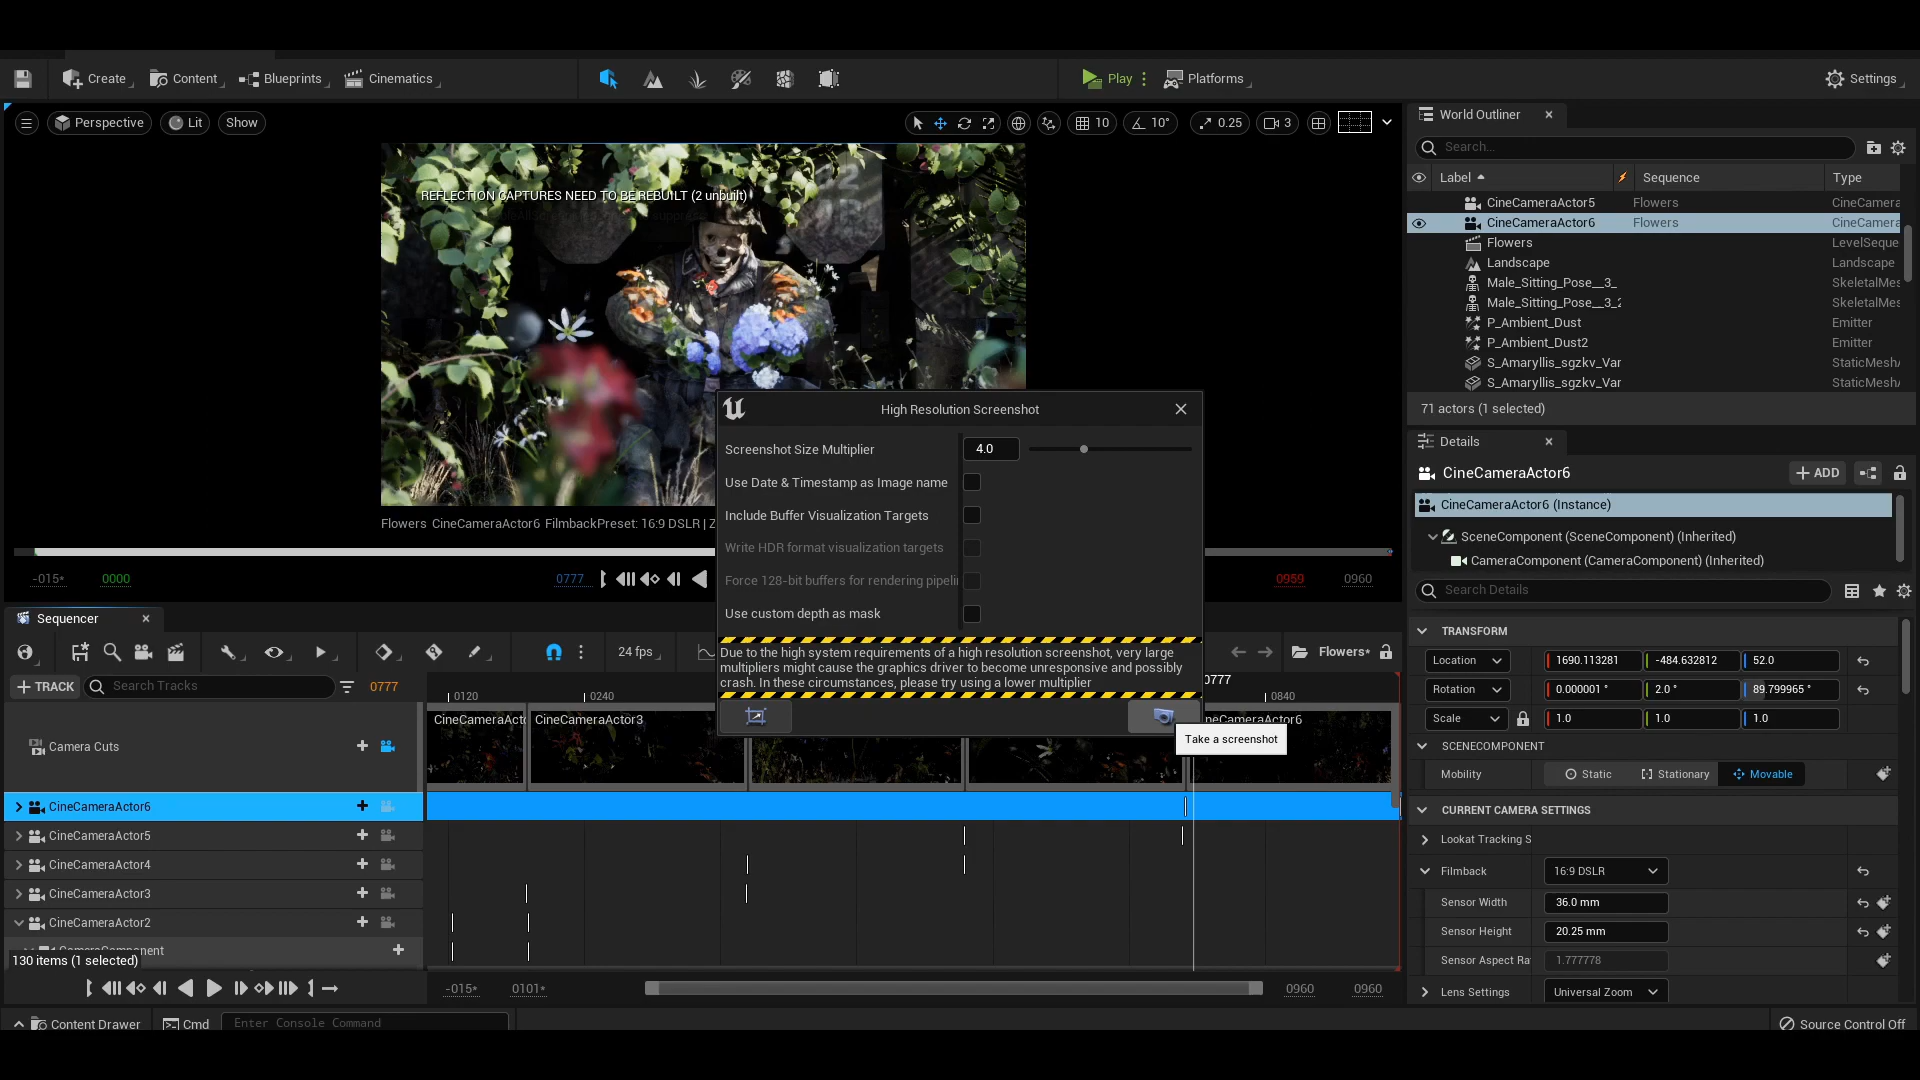 Create
Content
Blueprints
Cinematics
Play
Platforms
Settings
Perspective
Lit
Show
10
10°
0.25
3
REFLECTION CAPTURES NEED TO BE REBUILT (2 unbuilt)
Flowers CineCameraActor6 FilmbackPreset: 16:9 DSLR | Z
-015*
0000
0777
0959
0960
World Outliner
Search...
Label
Sequence
Type
CineCameraActor5 Flowers CineCamera
CineCameraActor6 Flowers CineCamera
Flowers LevelSeque
Landscape Landscape
Male_Sitting_Pose__3_ SkeletalMes
Male_Sitting_Pose__3_2 SkeletalMes
P_Ambient_Dust Emitter
P_Ambient_Dust2 Emitter
S_Amaryllis_sgzkv_Var StaticMesh
S_Amaryllis_sgzkv_Var StaticMesh
71 actors (1 selected)
High Resolution Screenshot
Screenshot Size Multiplier
4.0
Use Date & Timestamp as Image name
Include Buffer Visualization Targets
Write HDR format visualization targets
Force 128-bit buffers for rendering pipelin
Use custom depth as mask
Due to the high system requirements of a high resolution screenshot, very large
multipliers might cause the graphics driver to become unresponsive and possibly
crash. In these circumstances, please try using a lower multiplier
Take a screenshot
Details
CineCameraActor6
ADD
CineCameraActor6 (Instance)
SceneComponent (SceneComponent) (Inherited)
CameraComponent (CameraComponent) (Inherited)
Search Details
TRANSFORM
Location 1690.113281 -484.632812 52.0
Rotation 0.000001 ° 2.0 ° 89.799965 °
Scale 1.0 1.0 1.0
SCENECOMPONENT
Mobility Static Stationary Movable
CURRENT CAMERA SETTINGS
Lookat Tracking S
Filmback 16:9 DSLR
Sensor Width 36.0 mm
Sensor Height 20.25 mm
Sensor Aspect Ra 1.777778
Lens Settings Universal Zoom
Sequencer
24 fps
Flowers*
TRACK
Search Tracks
0777
0120
0240
0777
0840
Camera Cuts
CineCameraActo
CineCameraActor3
neCameraActor6
CineCameraActor6
CineCameraActor5
CineCameraActor4
CineCameraActor3
CineCameraActor2
CameraComponent
130 items (1 selected)
-015*
0101*
0960
0960
Content Drawer
Cmd
Enter Console Command
Source Control Off